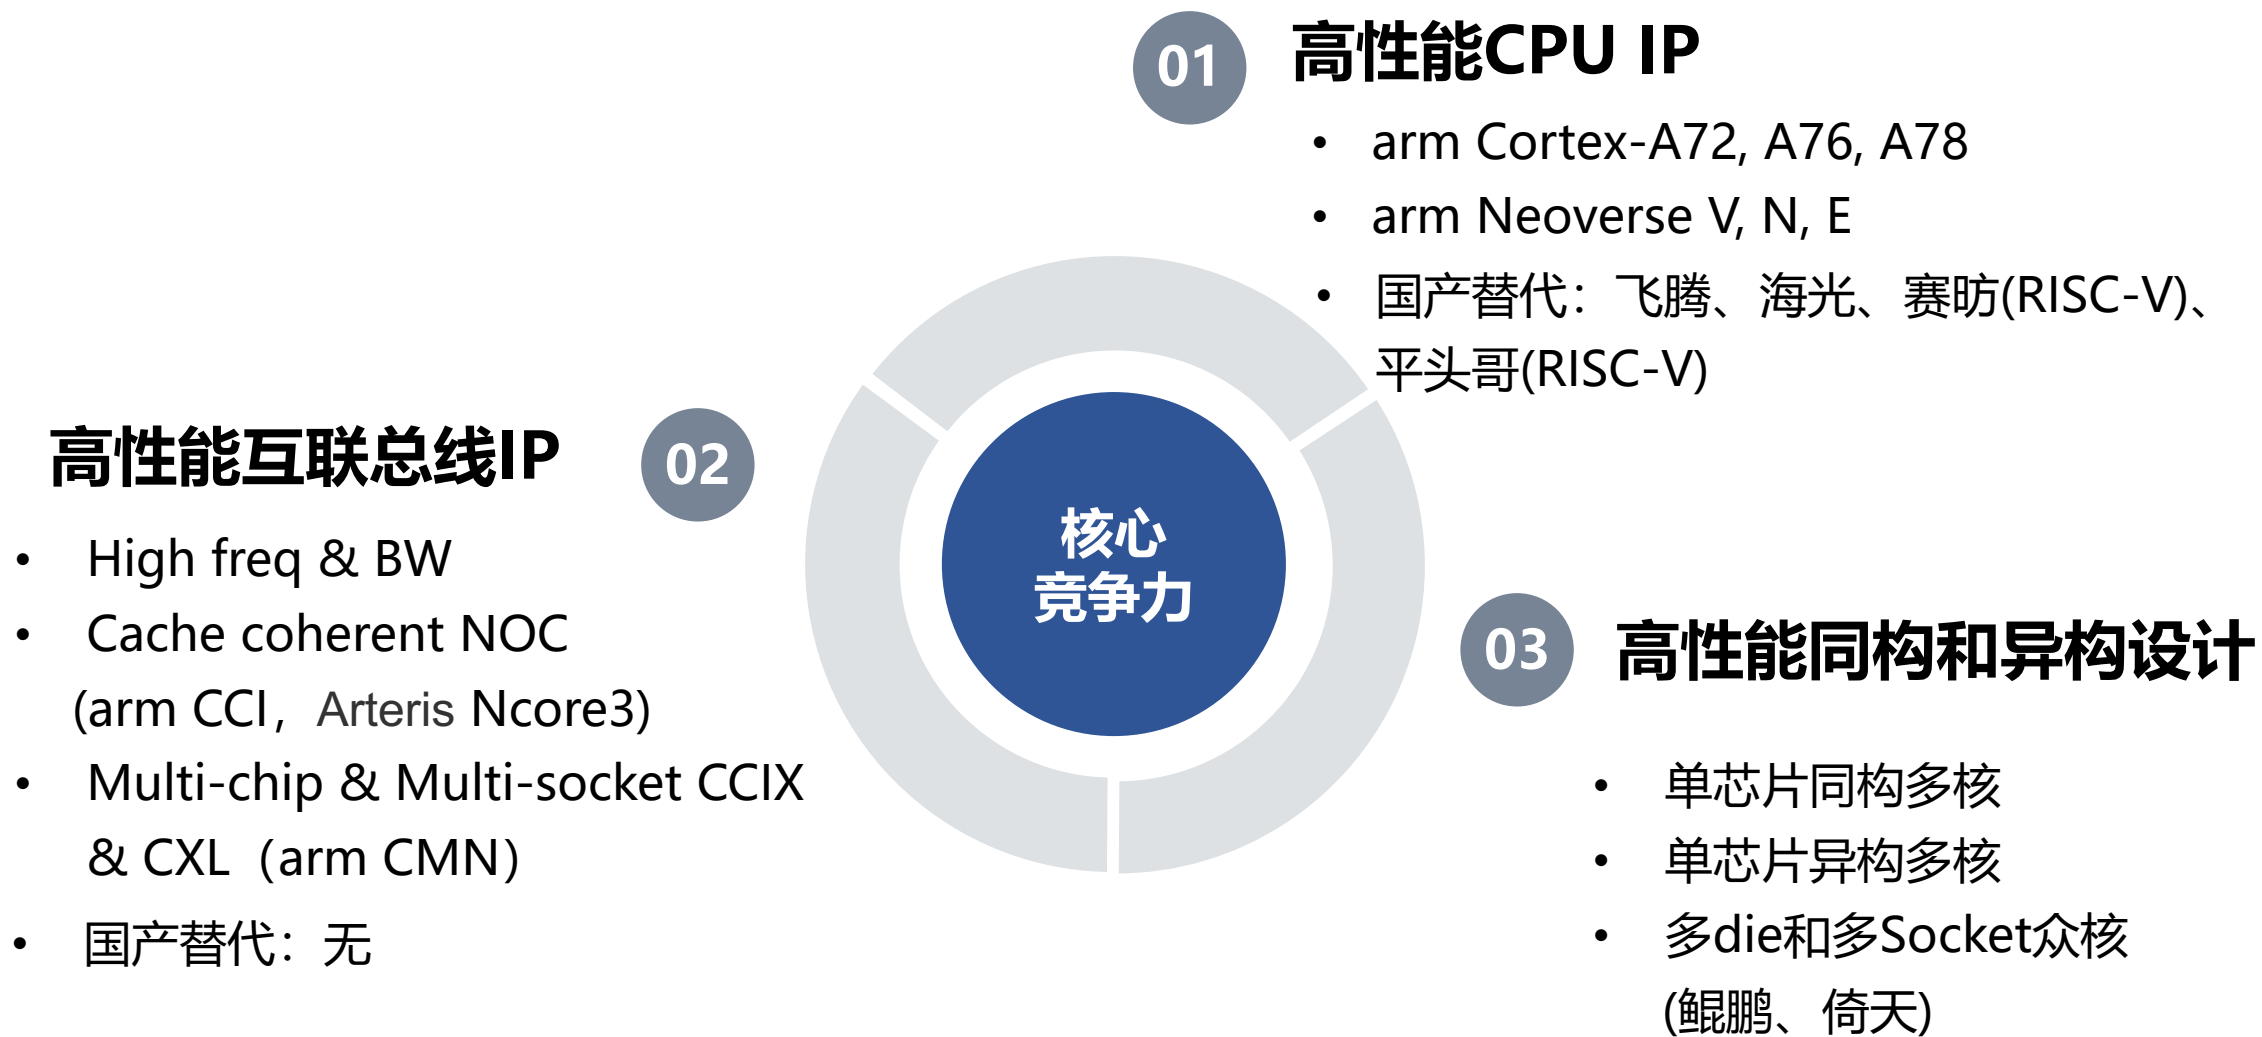 01
高性能CPU IP
• arm Cortex-A72, A76, A78
• arm Neoverse V, N, E
• 国产替代：飞腾、海光、赛昉(RISC-V)、
平头哥(RISC-V)
高性能互联总线IP
02
• High freq & BW
• Cache coherent NOC
(arm CCI，Arteris Ncore3)
• Multi-chip & Multi-socket CCIX
& CXL（arm CMN）
• 国产替代：无
核心
竞争力
03
高性能同构和异构设计
• 单芯片同构多核
• 单芯片异构多核
• 多die和多Socket众核
(鲲鹏、倚天)